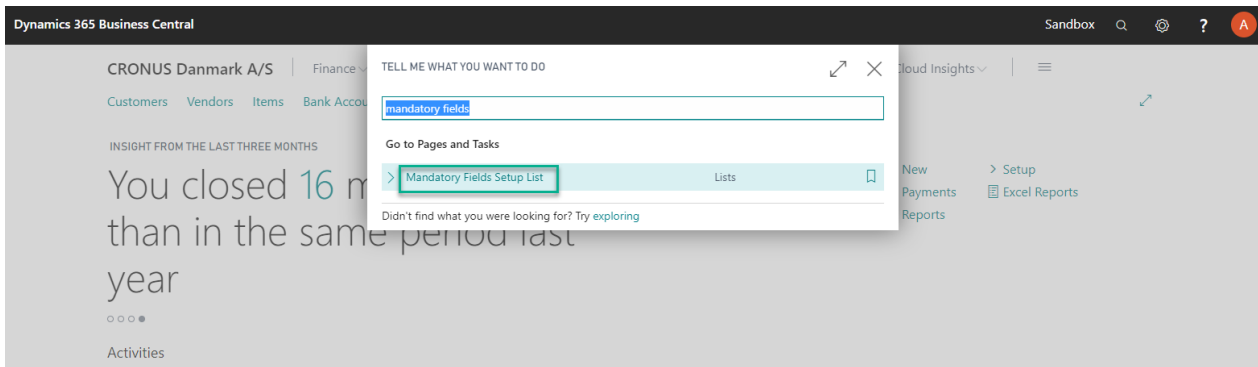 Dynamics 365 Business Central Sandbox ? A
CRONUS Danmark A/S Finance
TELL ME WHAT YOU WANT TO DO
Cloud Insights
Customers Vendors Items Bank
mandatory fields
INSIGHT FROM THE LAST THREE MONTHS
Go to Pages and Tasks
Mandatory Fields Setup List Lists
Didn't find what you were looking for? Try exploring
You closed 16
than in the same period last
year
New > Setup
Payments Excel Reports
Reports
Activities